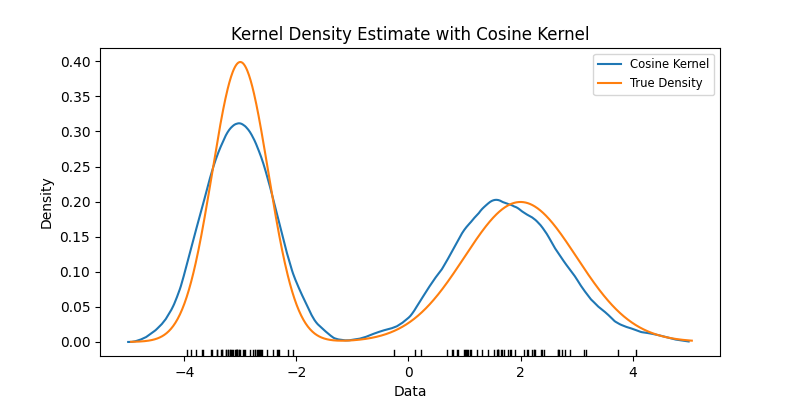 Kernel Density Estimate with Cosine Kernel
Cosine Kernel
True Density
0.40
0.35
0.30
0.25
0.20
0.15
0.10
0.05
0.00
Density
−4
−2
0
2
4
Data